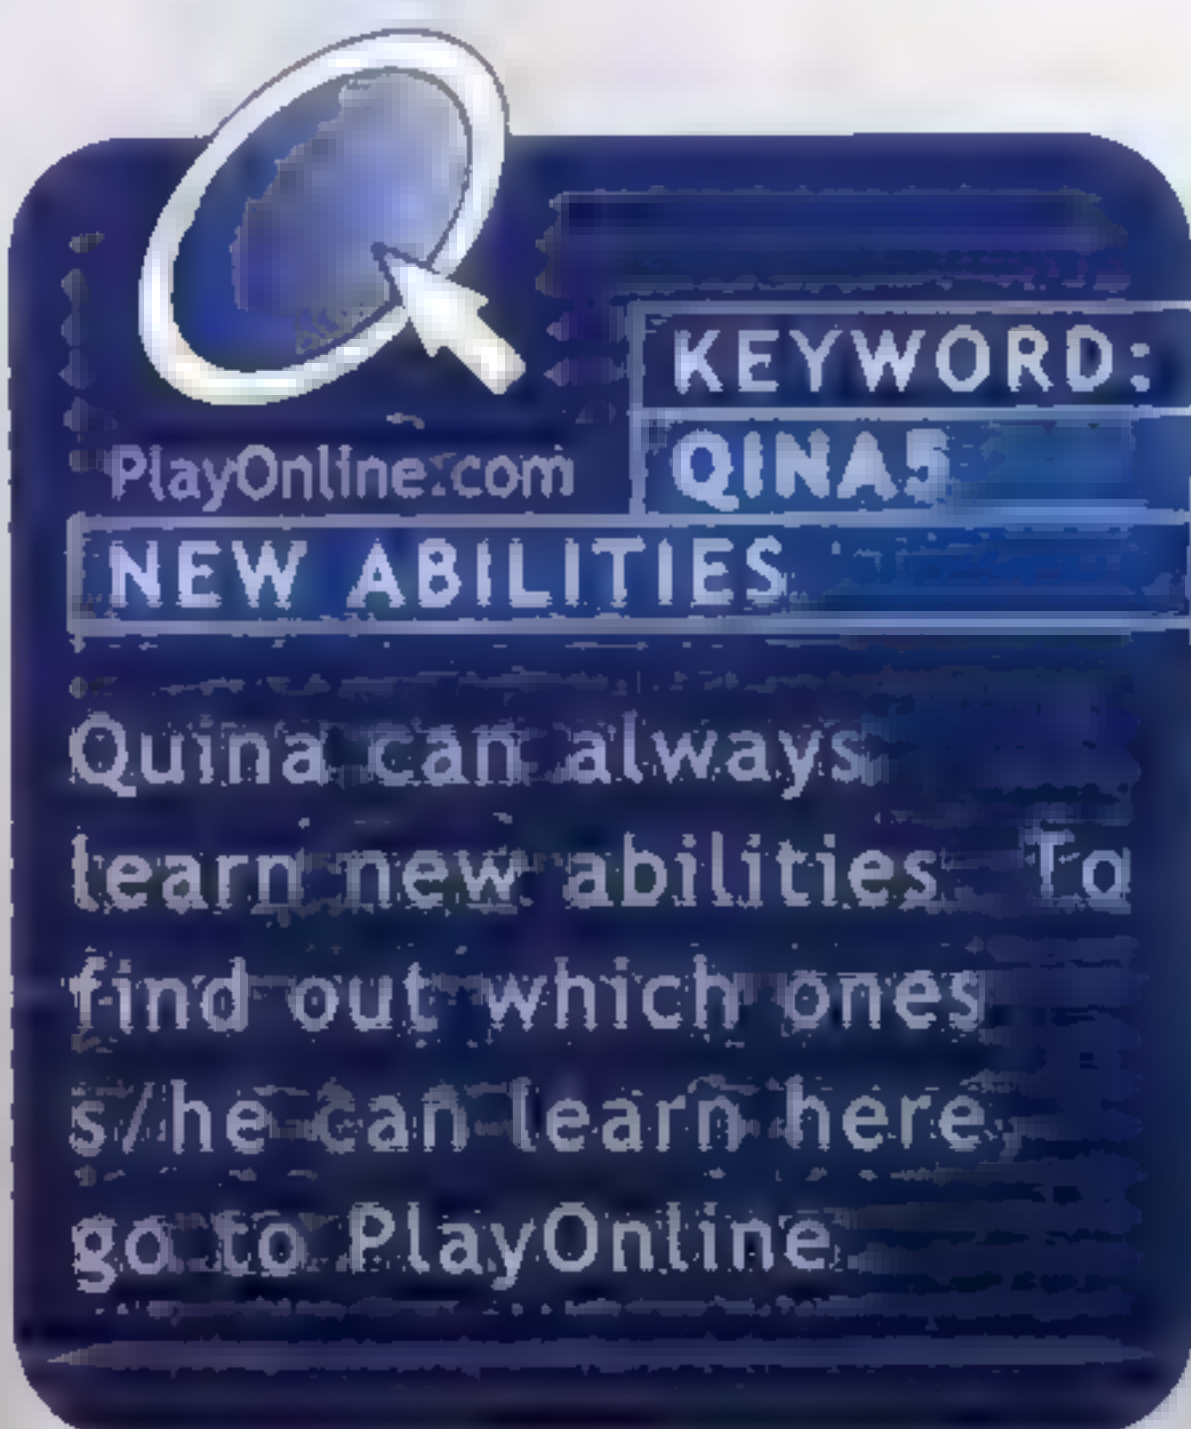 KEYWORD:
QINA5
PlayOnline.com
NEW ABILITIES
Quina can always
learn new abilities. To
find out which ones
s/he can learn here,
go to PlayOnline.